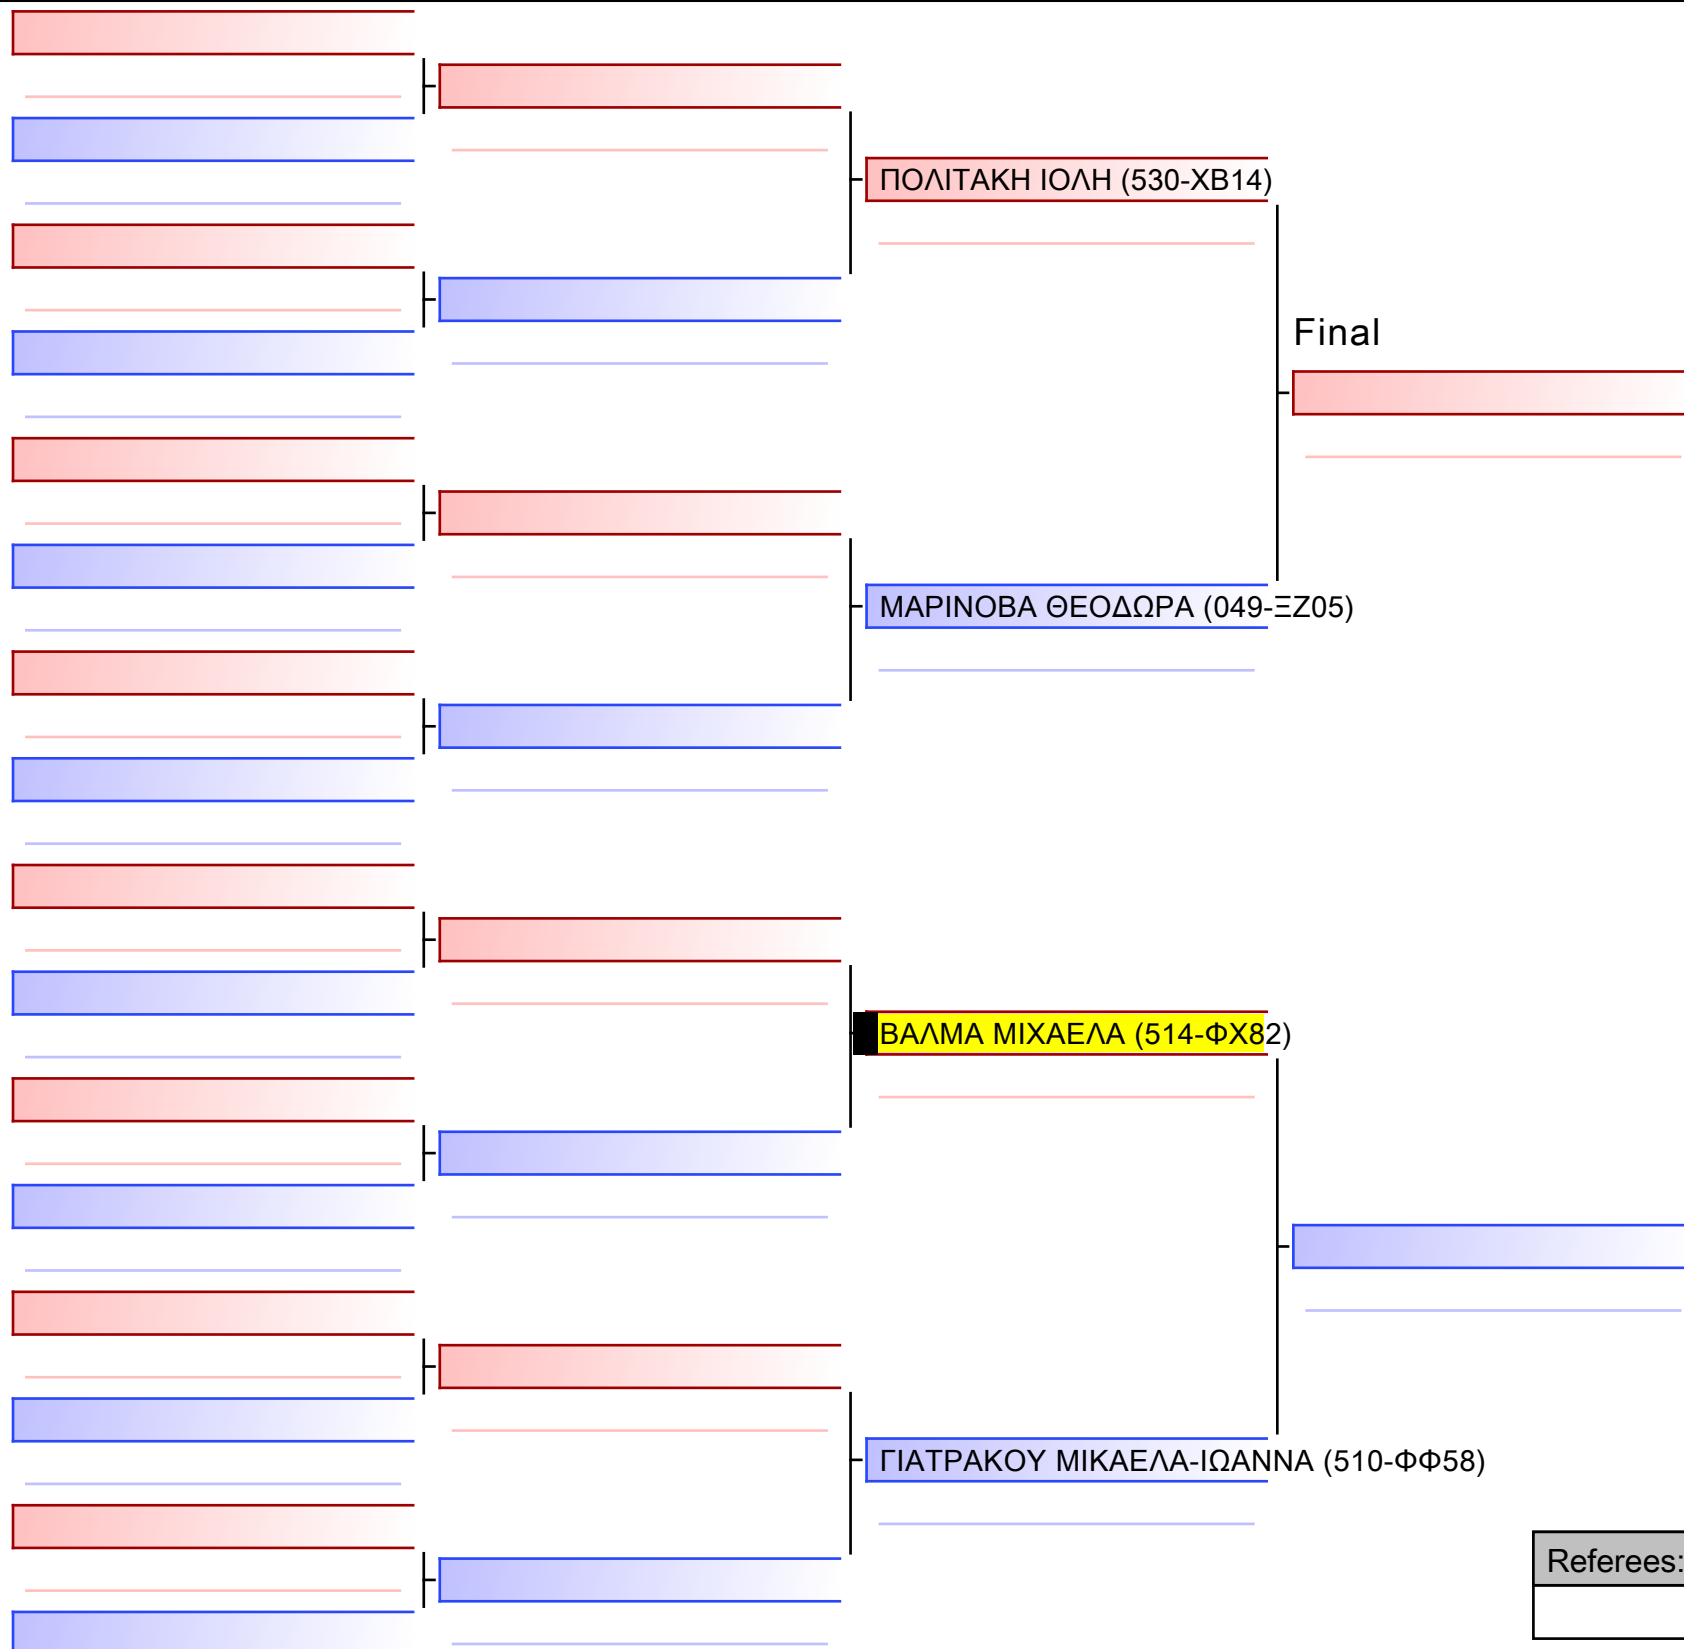 ΠΟΛΙΤΑΚΗ ΙΟΛΗ (530-ΧΒ14)
Final
ΜΑΡΙΝΟΒΑ ΘΕΟΔΩΡΑ (049-ΞΖ05)
ΒΑΛΜΑ ΜΙΧΑΕΛΑ (514-ΦΧ82)
ΓΙΑΤΡΑΚΟΥ ΜΙΚΑΕΛΑ-ΙΩΑΝΝΑ (510-ΦΦ58)
Referees: